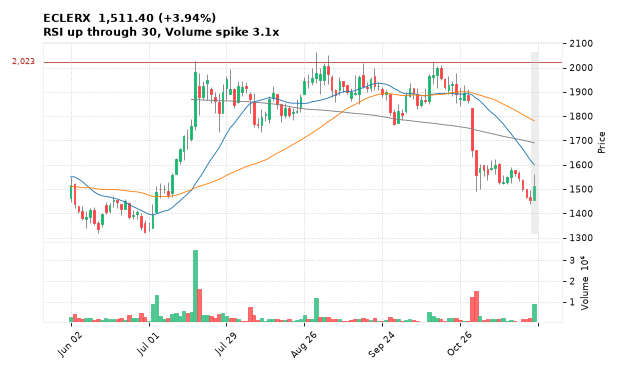 ECLERX 1,511.40 (+3.94%)
RSI up through 30, Volume spike 3.1x
2,023
2100
2000
1900
1800
1700
1600
1500
1400
1300
Price
3
2
1
Volume 10⁶
Jun 02
Jul 01
Jul 29
Aug 26
Sep 24
Oct 26